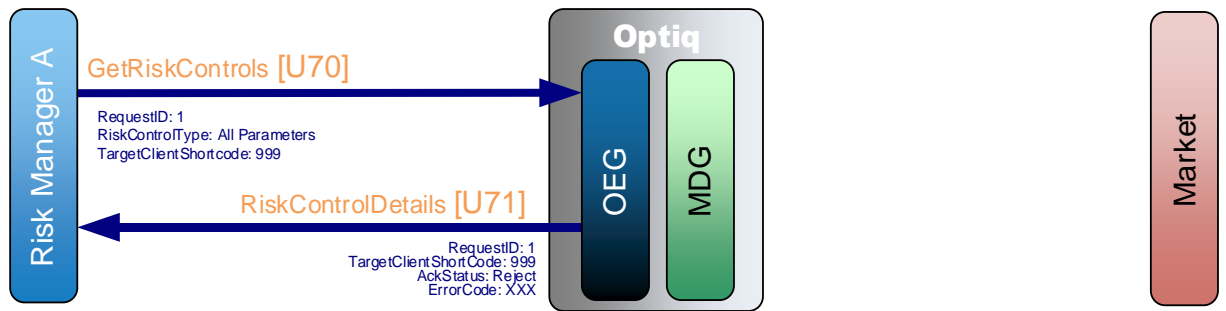 Optiq
Risk Manager A
GetRiskControls [U70]
RequestID: 1
RiskControlType: All Parameters
TargetClientShortcode: 999
OEG
MDG
Market
RiskControlDetails [U71]
RequestID: 1
TargetClientShortCode: 999
AckStatus: Reject
ErrorCode: XXX